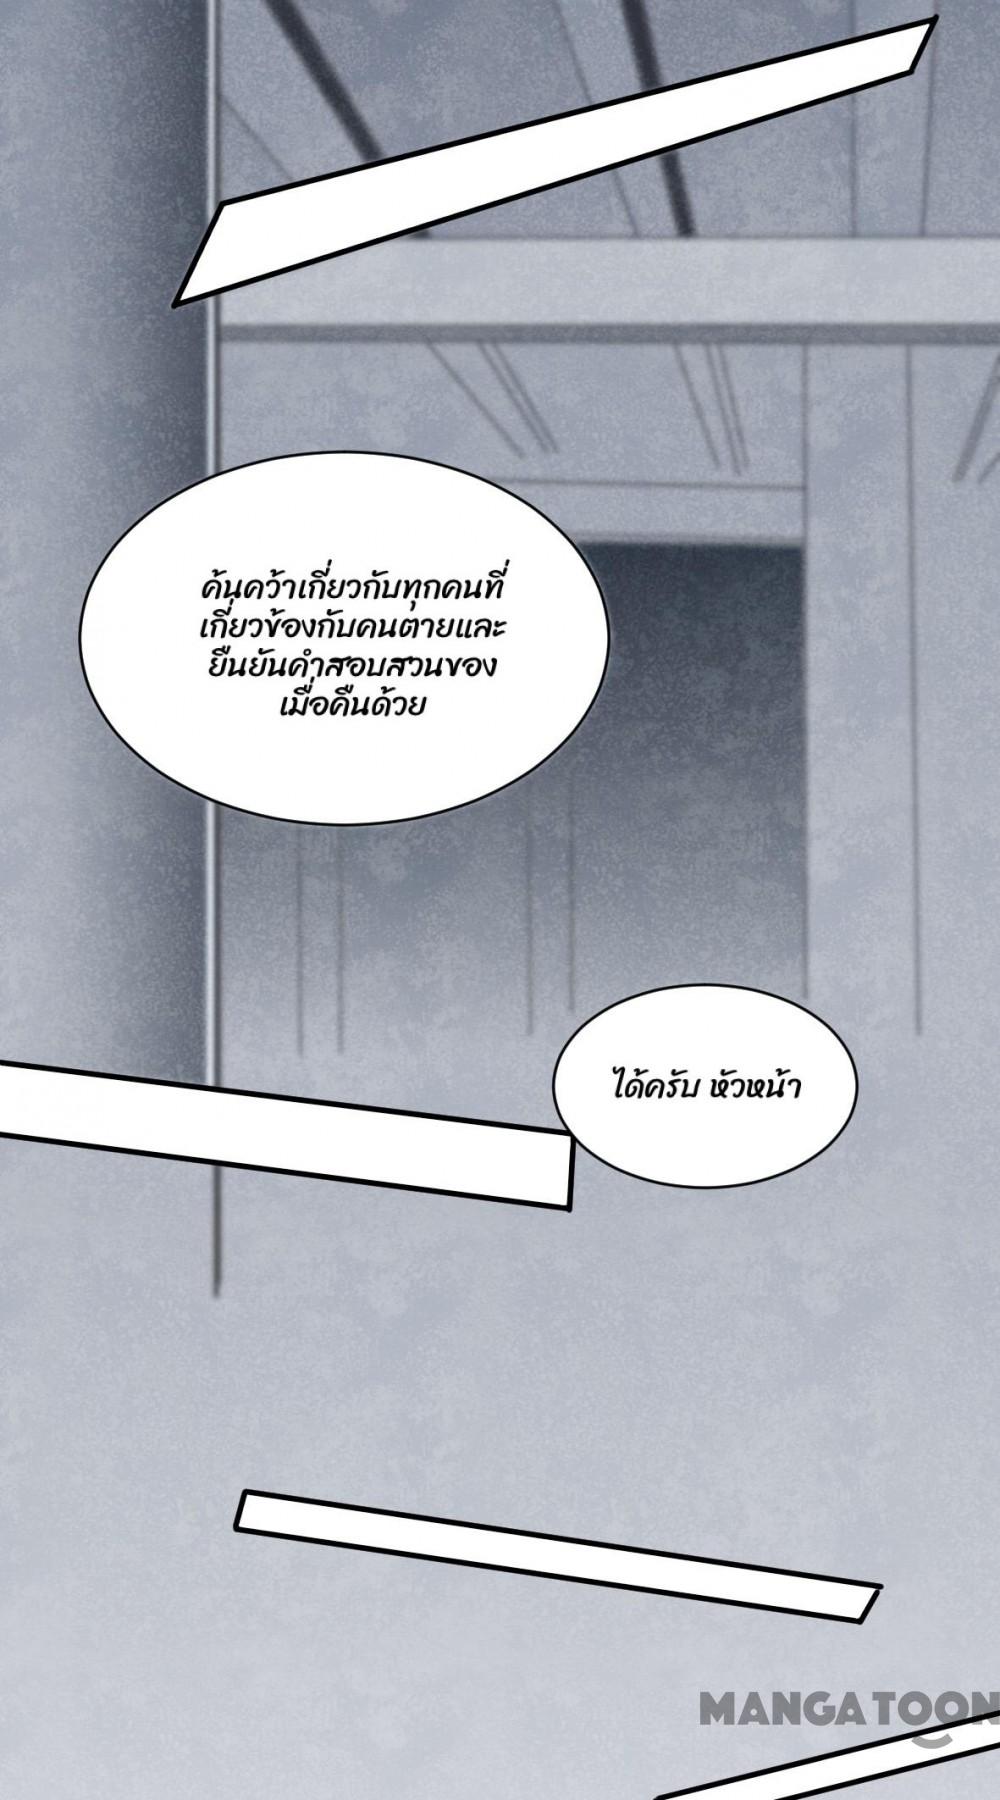 ค้นคว้าเกี่ยวกับทุกคนที่
เกี่ยวข้องกับคนตายและ
ยืนยันคำสอบสวนของ
เมื่อคืนด้วย
ได้ครับ หัวหน้า
MANGATOON